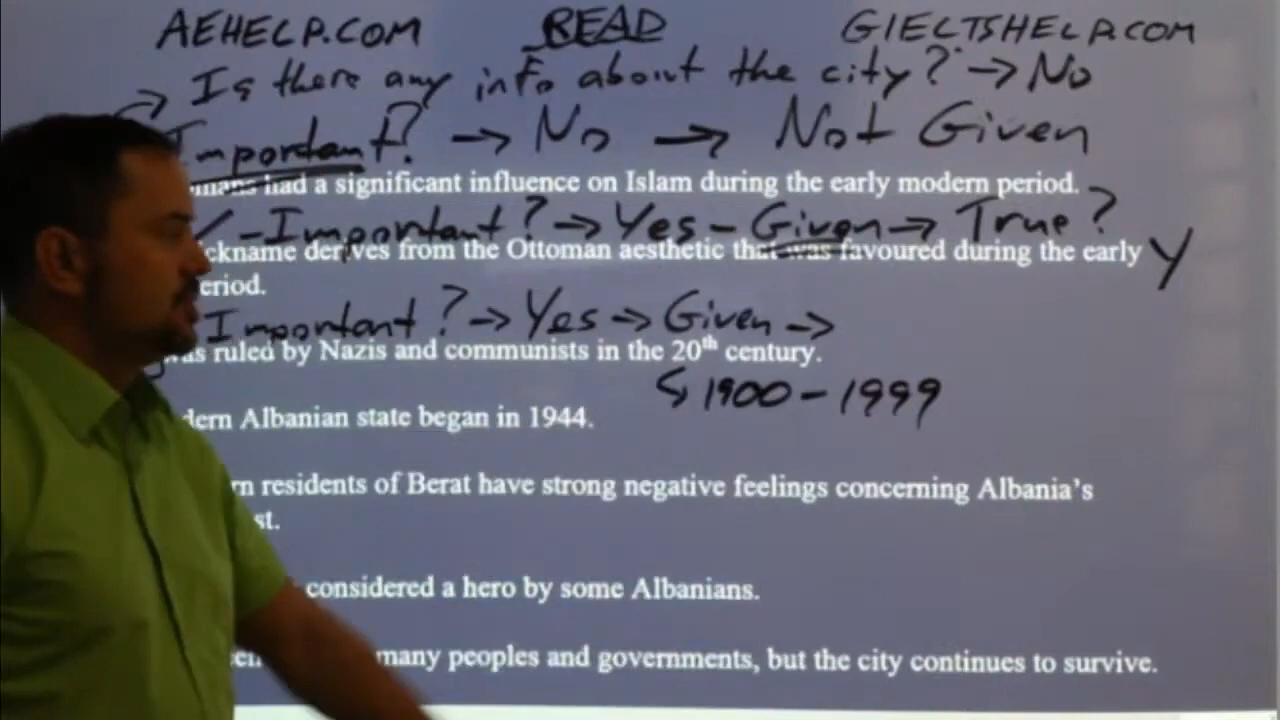 AEHELP.COM READ GIELTSHELP.COM
Is there any info about the city? → No
Important? → No → Not Given
had a significant influence on Islam during the early modern period.
- Important? → Yes - Given → True?
ckname derives from the Ottoman aesthetic that was favoured during the early Y
eriod.
Important? → Yes → Given →
was ruled by Nazis and communists in the 20th century.
↳ 1900 - 1999
dern Albanian state began in 1944.
rn residents of Berat have strong negative feelings concerning Albania's
st.
considered a hero by some Albanians.
many peoples and governments, but the city continues to survive.